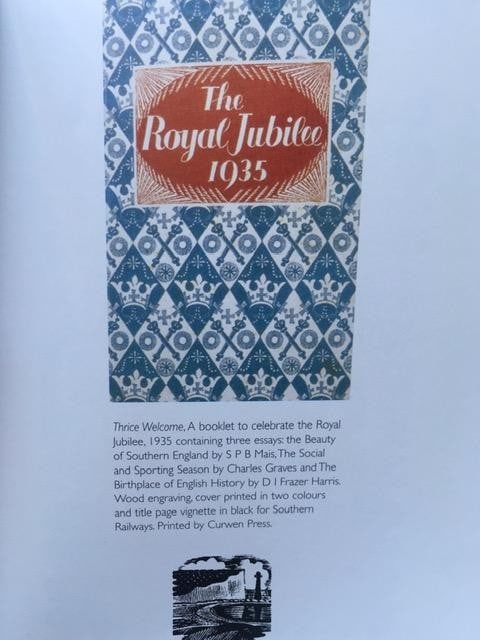 The
Royal Jubilee
1935
Thrice Welcome, A booklet to celebrate the Royal
Jubilee, 1935 containing three essays: the Beauty
of Southern England by S P B Mais, The Social
and Sporting Season by Charles Graves and The
Birthplace of English History by D I Frazer Harris.
Wood engraving, cover printed in two colours
and title page vignette in black for Southern
Railways. Printed by Curwen Press.